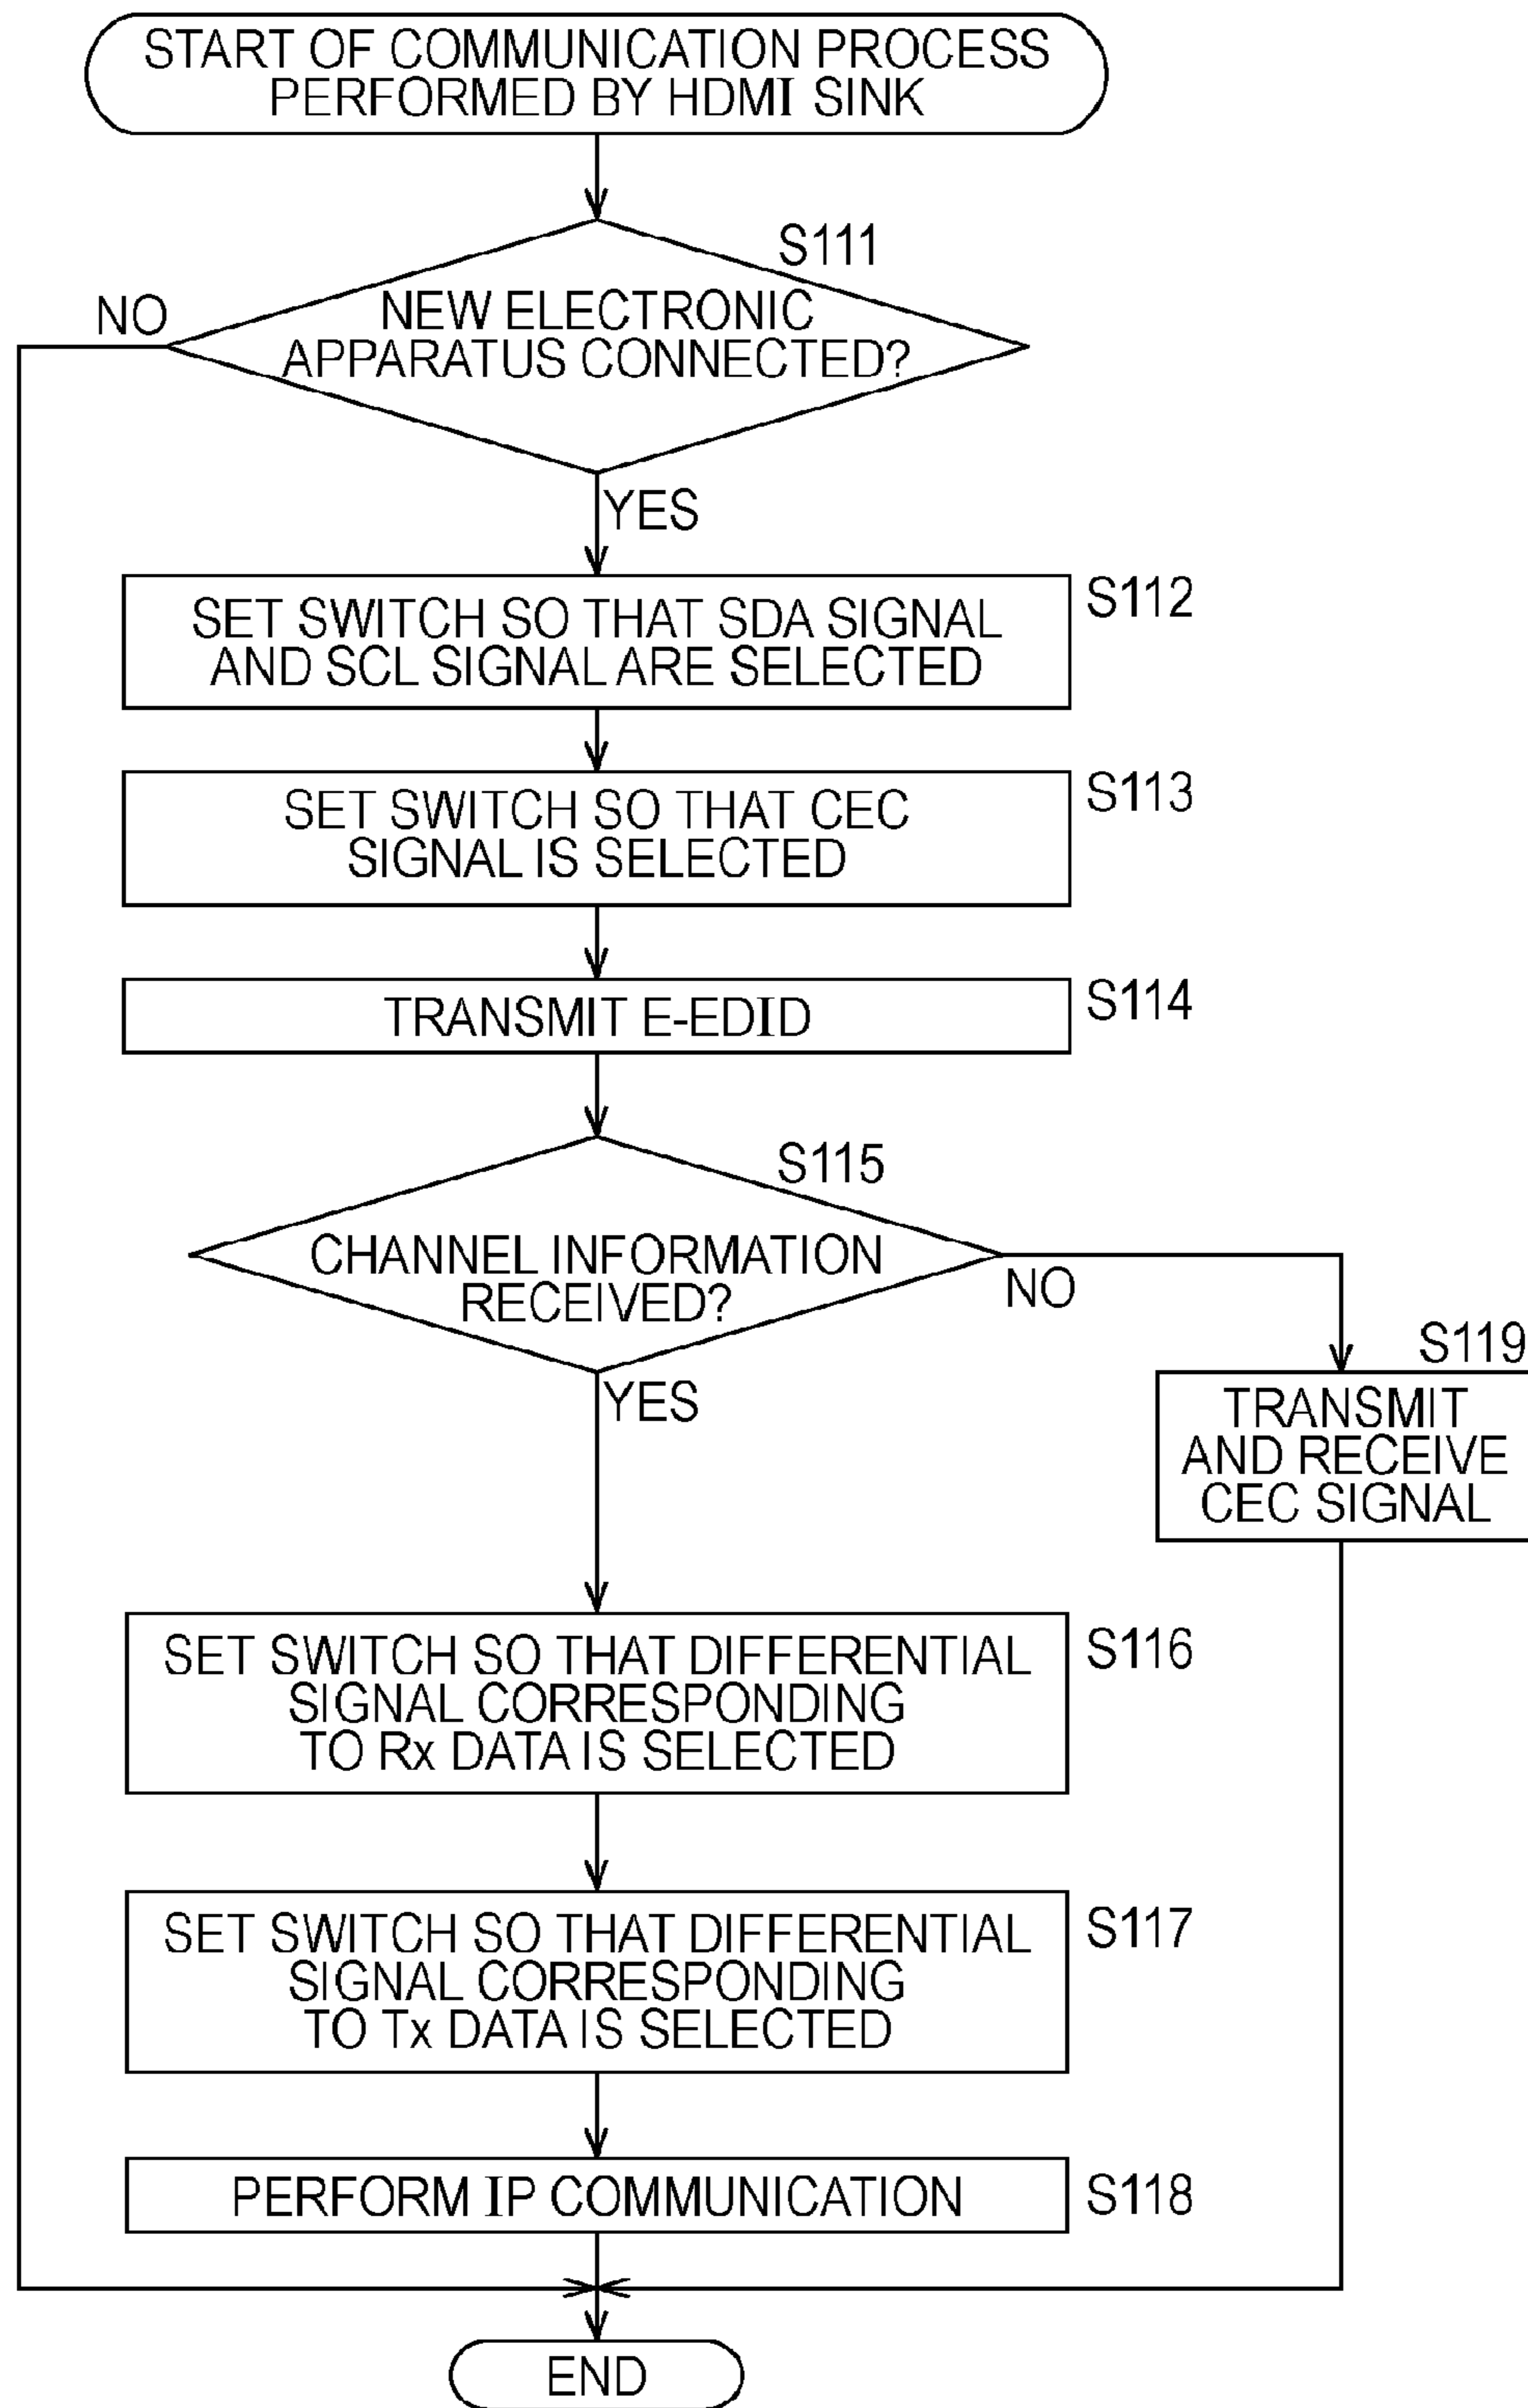 START OF COMMUNICATION PROCESS
PERFORMED BY HDMI SINK
S111
NO
NEW ELECTRONIC
APPARATUS CONNECTED?
YES
S112
SET SWITCH SO THAT SDA SIGNAL
AND SCL SIGNAL ARE SELECTED
S113
SET SWITCH SO THAT CEC
SIGNAL IS SELECTED
TRANSMIT E-EDID
S114
S115
CHANNEL INFORMATION
RECEIVED?
NO
YES
S119
TRANSMIT
AND RECEIVE
CEC SIGNAL
S116
SET SWITCH SO THAT DIFFERENTIAL
SIGNAL CORRESPONDING
TO Rx DATA IS SELECTED
S117
SET SWITCH SO THAT DIFFERENTIAL
SIGNAL CORRESPONDING
TO Tx DATA IS SELECTED
PERFORM IP COMMUNICATION
S118
END